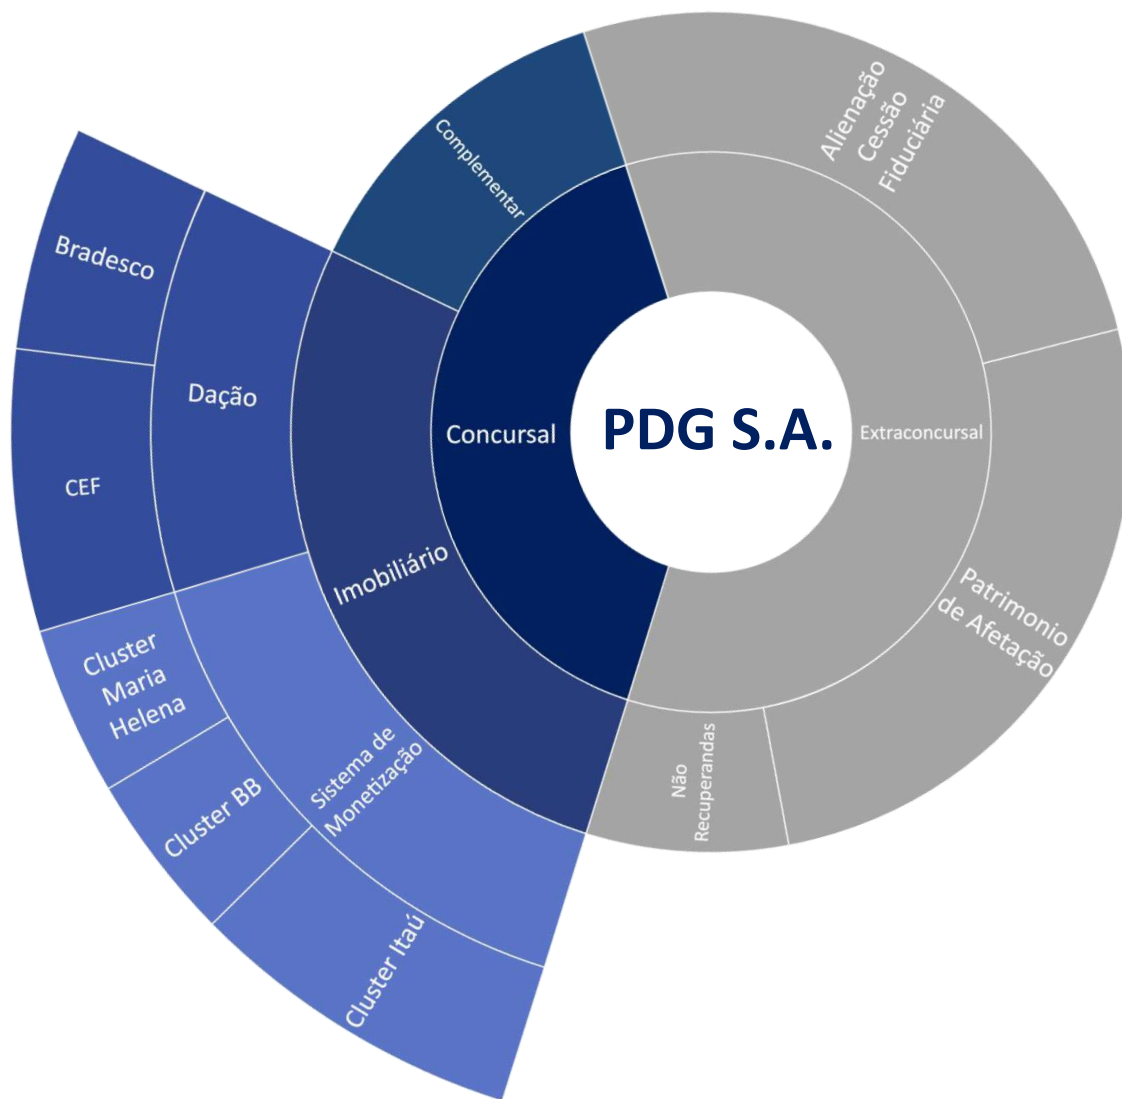 Alienação
Cessão
Fiduciária
Complementar
Bradesco
Dação
Concursal
PDG S.A.
Extraconcursal
CEF
Imobiliário
Patrimonio
de Afetação
Cluster
Maria
Helena
Sistema de
Monetização
Não
Recuperandas
Cluster BB
Cluster Itaú